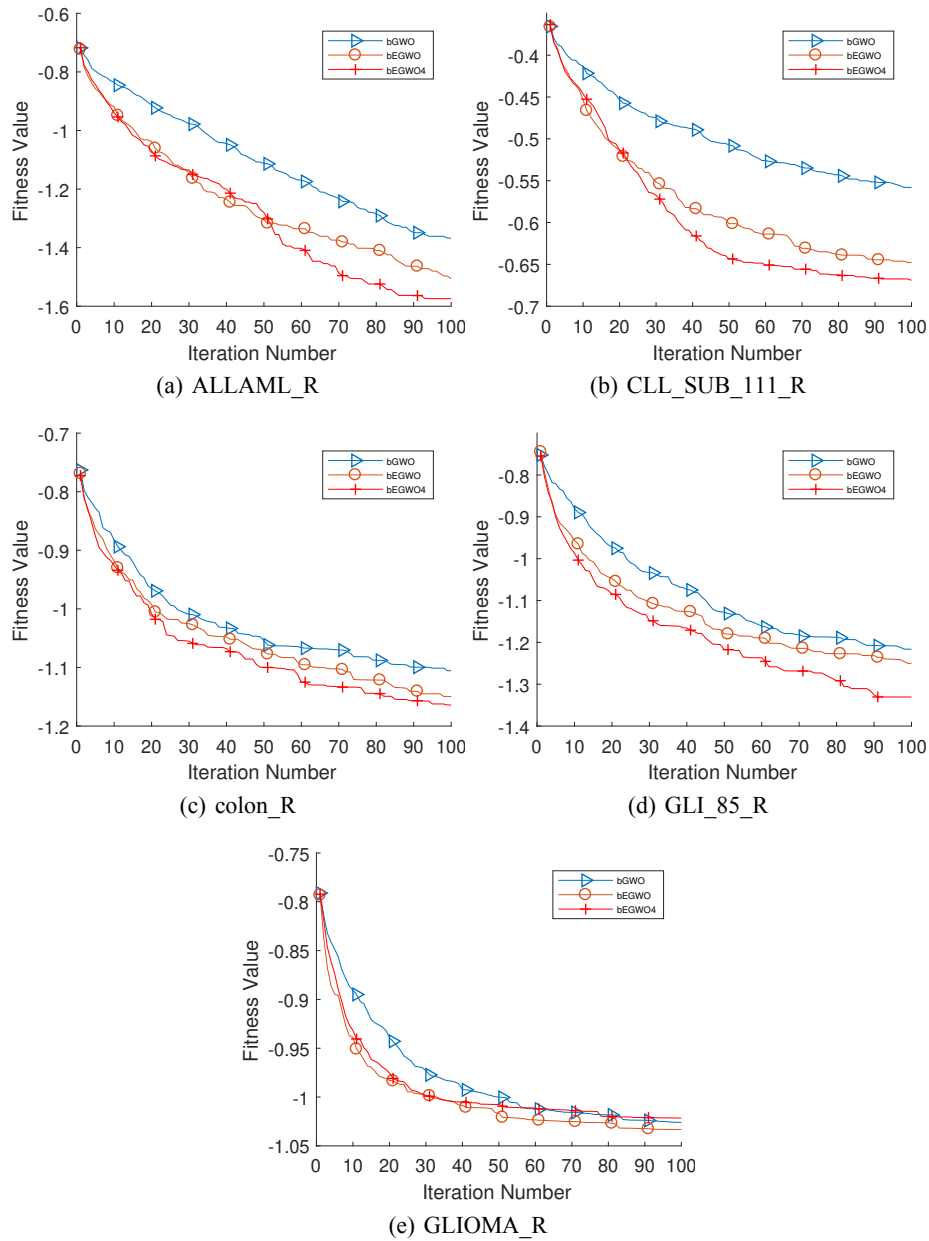 -0.6
-0.8
-1
-1.2
-1.4
-1.6
Fitness Value
0 10 20 30 40 50 60 70 80 90 100
Iteration Number
bGWO
bEGWO
bEGWO4
(a) ALLAML_R
-0.4
-0.45
-0.5
-0.55
-0.6
-0.65
-0.7
Fitness Value
0 10 20 30 40 50 60 70 80 90 100
Iteration Number
bGWO
bEGWO
bEGWO4
(b) CLL_SUB_111_R
-0.7
-0.8
-0.9
-1
-1.1
-1.2
Fitness Value
0 10 20 30 40 50 60 70 80 90 100
Iteration Number
bGWO
bEGWO
bEGWO4
(c) colon_R
-0.8
-0.9
-1
-1.1
-1.2
-1.3
-1.4
Fitness Value
0 10 20 30 40 50 60 70 80 90 100
Iteration Number
bGWO
bEGWO
bEGWO4
(d) GLI_85_R
-0.75
-0.8
-0.85
-0.9
-0.95
-1
-1.05
Fitness Value
0 10 20 30 40 50 60 70 80 90 100
Iteration Number
bGWO
bEGWO
bEGWO4
(e) GLIOMA_R